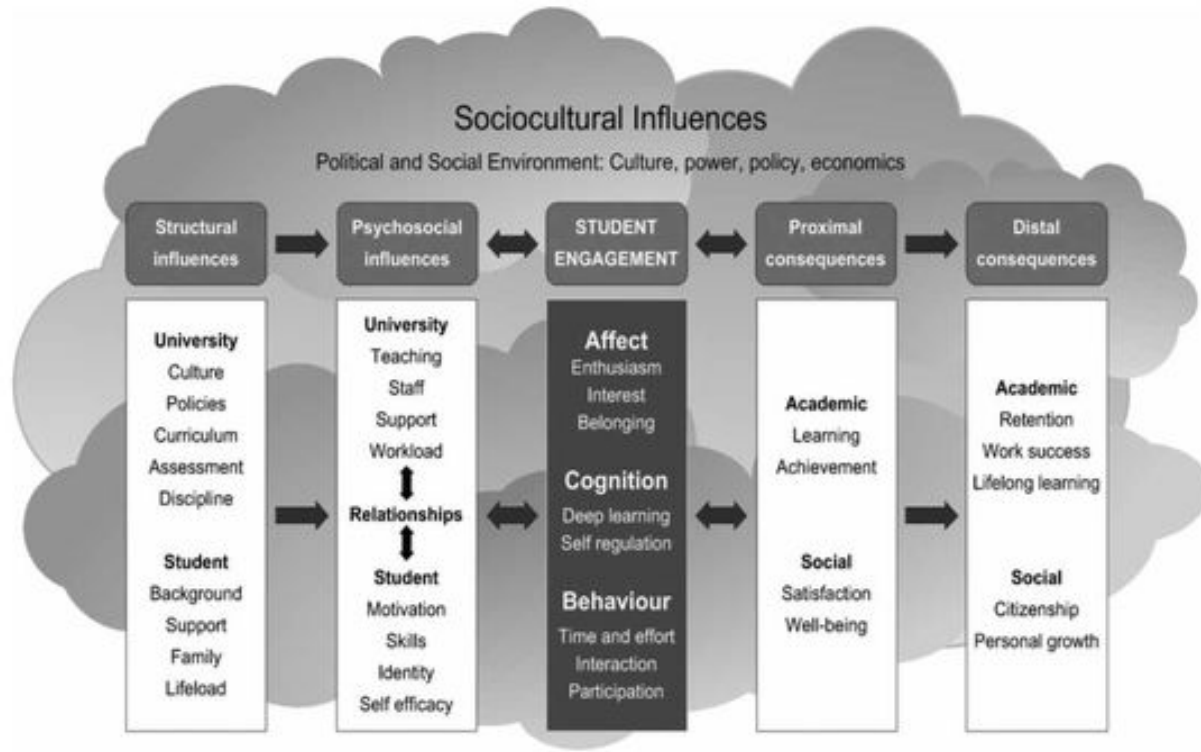 Sociocultural Influences
Political and Social Environment: Culture, power, policy, economics
Structural
influences
Psychosocial
influences
STUDENT
ENGAGEMENT
Proximal
consequences
Distal
consequences
University
Culture
Policies
Curriculum
Assessment
Discipline
Student
Background
Support
Family
Lifeload
University
Teaching
Staff
Support
Workload
Relationships
Student
Motivation
Skills
Identity
Self efficacy
Affect
Enthusiasm
Interest
Belonging
Cognition
Deep learning
Self regulation
Behaviour
Time and effort
Interaction
Participation
Academic
Learning
Achievement
Social
Satisfaction
Well-being
Academic
Retention
Work success
Lifelong learning
Social
Citizenship
Personal growth